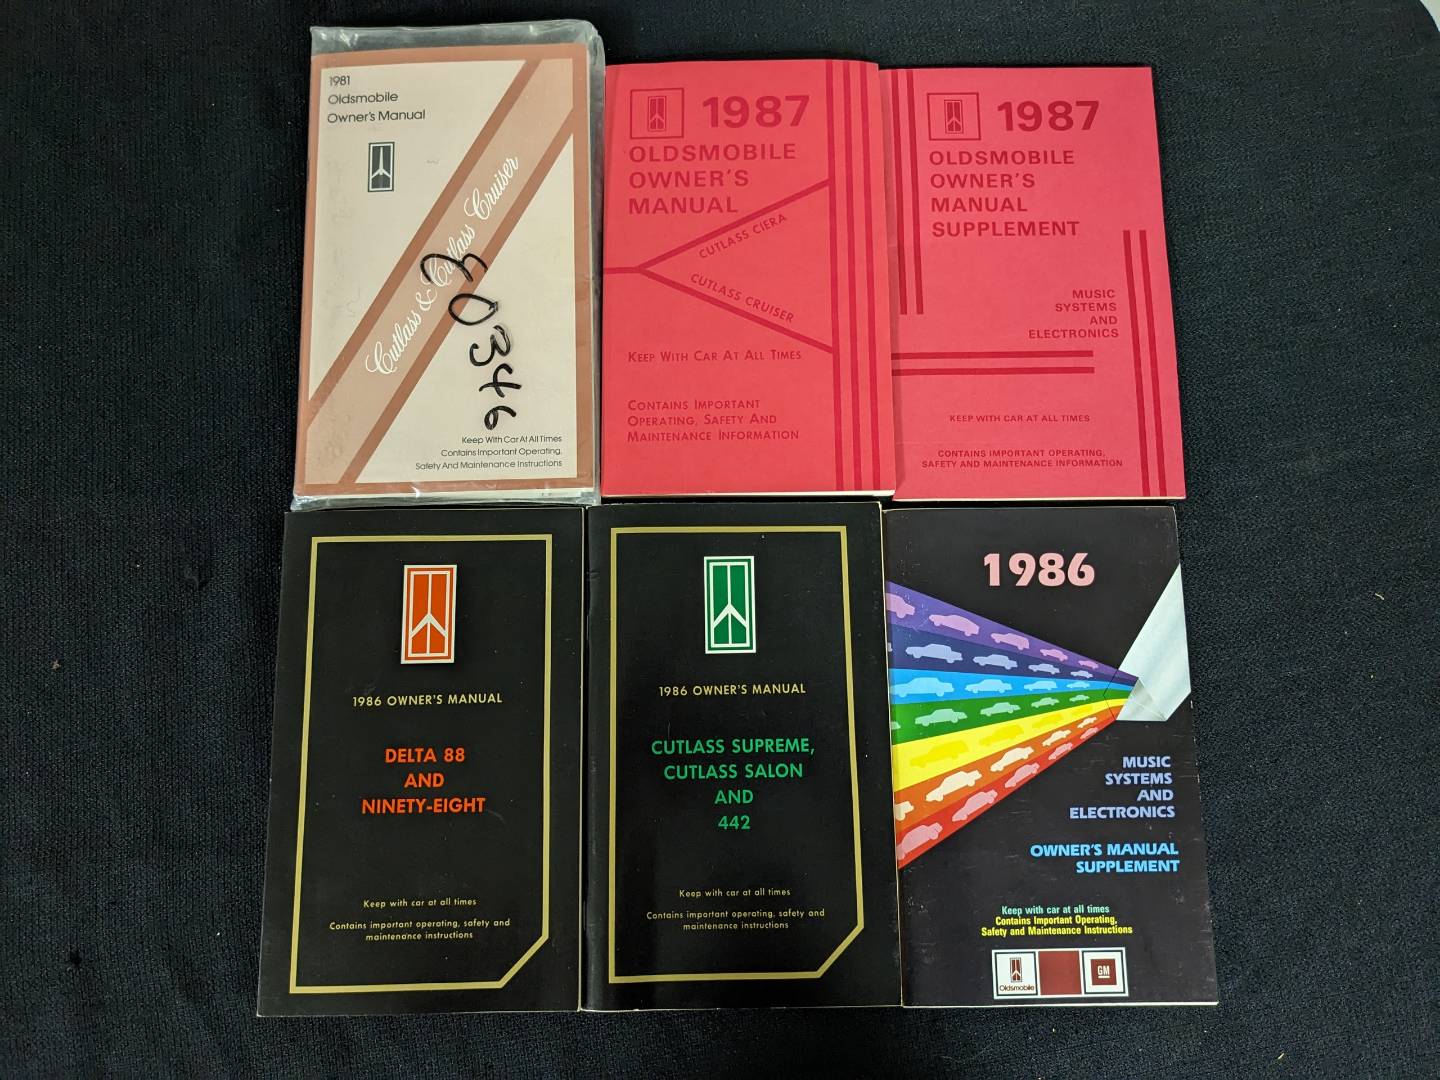 1981
Oldsmobile
Owner's Manual
Cutlass & Cutlass Cruiser
80346
Keep With Car At All Times
Contains Important Operating,
Safety And Maintenance Instructions
1987
OLDSMOBILE
OWNER'S
MANUAL
CUTLASS CIERA
CUTLASS CRUISER
KEEP WITH CAR AT ALL TIMES
CONTAINS IMPORTANT
OPERATING, SAFETY AND
MAINTENANCE INFORMATION
1987
OLDSMOBILE
OWNER'S
MANUAL
SUPPLEMENT
MUSIC
SYSTEMS
AND
ELECTRONICS
KEEP WITH CAR AT ALL TIMES
CONTAINS IMPORTANT OPERATING,
SAFETY AND MAINTENANCE INFORMATION
1986 OWNER'S MANUAL
DELTA 88
AND
NINETY-EIGHT
Keep with car at all times
Contains important operating, safety and
maintenance instructions
1986 OWNER'S MANUAL
CUTLASS SUPREME,
CUTLASS SALON
AND
442
Keep with car at all times
Contains important operating, safety and
maintenance instructions
1986
MUSIC
SYSTEMS
AND
ELECTRONICS
OWNER'S MANUAL
SUPPLEMENT
Keep with car at all times
Contains Important Operating,
Safety and Maintenance Instructions
Oldsmobile
GM